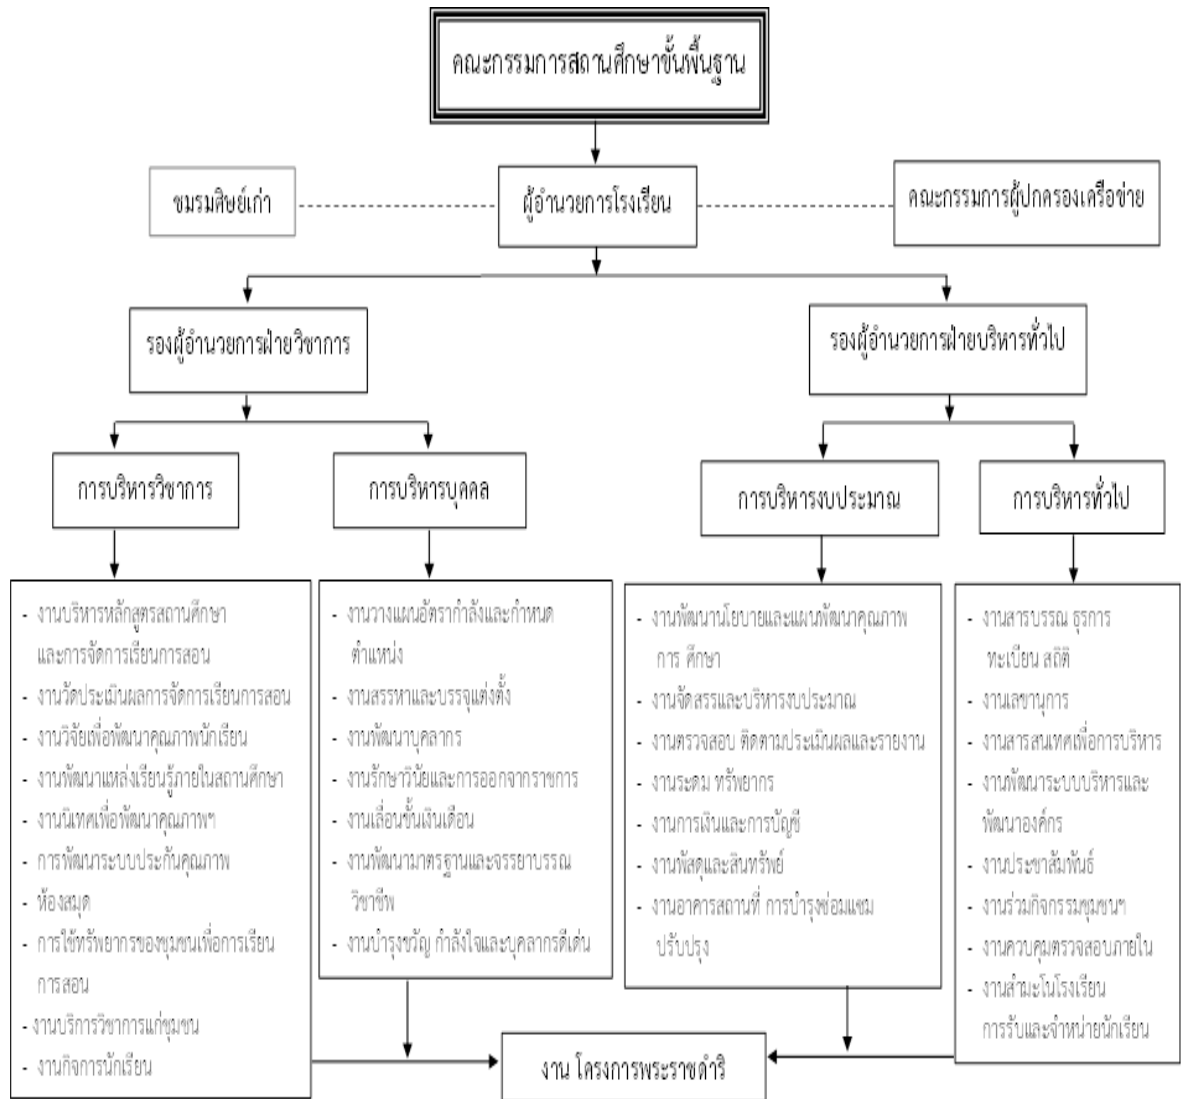 คณะกรรมการสถานศึกษาขั้นพื้นฐาน
ชมรมศิษย์เก่า
ผู้อำนวยการโรงเรียน
คณะกรรมการผู้ปกครองเครือข่าย
รองผู้อำนวยการฝ่ายวิชาการ
รองผู้อำนวยการฝ่ายบริหารทั่วไป
การบริหารวิชาการ
การบริหารบุคคล
การบริหารงบประมาณ
การบริหารทั่วไป
- งานบริหารหลักสูตรสถานศึกษา
และการจัดการเรียนการสอน
- งานวัดประเมินผลการจัดการเรียนการสอน
- งานวิจัยเพื่อพัฒนาคุณภาพนักเรียน
- งานพัฒนาแหล่งเรียนรู้ภายในสถานศึกษา
- งานนิเทศเพื่อพัฒนาคุณภาพฯ
- การพัฒนาระบบประกันคุณภาพ
- ห้องสมุด
- การใช้ทรัพยากรของชุมชนเพื่อการเรียน
การสอน
-งานบริการวิชาการแก่ชุมชน
- งานกิจการนักเรียน
- งานวางแผนอัตรากำลังและกำหนด
ตำแหน่ง
- งานสรรหาและบรรจุแต่งตั้ง
- งานพัฒนาบุคลากร
- งานรักษาวินัยและการออกจากราชการ
- งานเลื่อนขั้นเงินเดือน
- งานพัฒนามาตรฐานและจรรยาบรรณ
วิชาชีพ
- งานบำรุงขวัญ กำลังใจและบุคลากรดีเด่น
- งานพัฒนานโยบายและแผนพัฒนาคุณภาพ
การ ศึกษา
- งานจัดสรรและบริหารงบประมาณ
- งานตรวจสอบ ติดตามประเมินผลและรายงาน
- งานระดม ทรัพยากร
- งานการเงินและการบัญชี
- งานพัสดุและสินทรัพย์
- งานอาคารสถานที่ การบำรุงซ่อมแซม
ปรับปรุง
- งานสารบรรณ ธุรการ
ทะเบียน สถิติ
- งานเลขานุการ
- งานสารสนเทศเพื่อการบริหาร
- งานพัฒนาระบบบริหารและ
พัฒนาองค์กร
- งานประชาสัมพันธ์
- งานร่วมกิจกรรมชุมชนฯ
- งานควบคุมตรวจสอบภายใน
- งานสำมะโนโรงเรียน
การรับและจำหน่ายนักเรียน
งาน โครงการพระราชดำริ